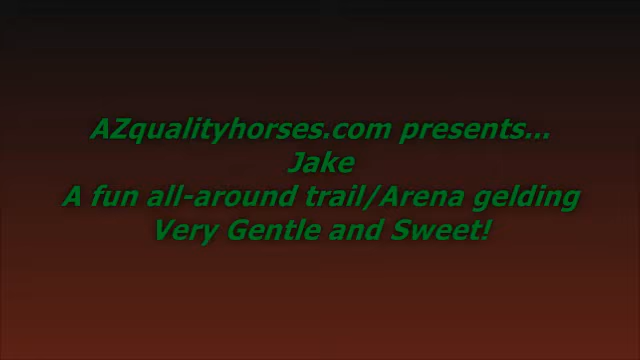 AZqualityhorses.com presents...
Jake
A fun all-around trail/Arena gelding
Very Gentle and Sweet!